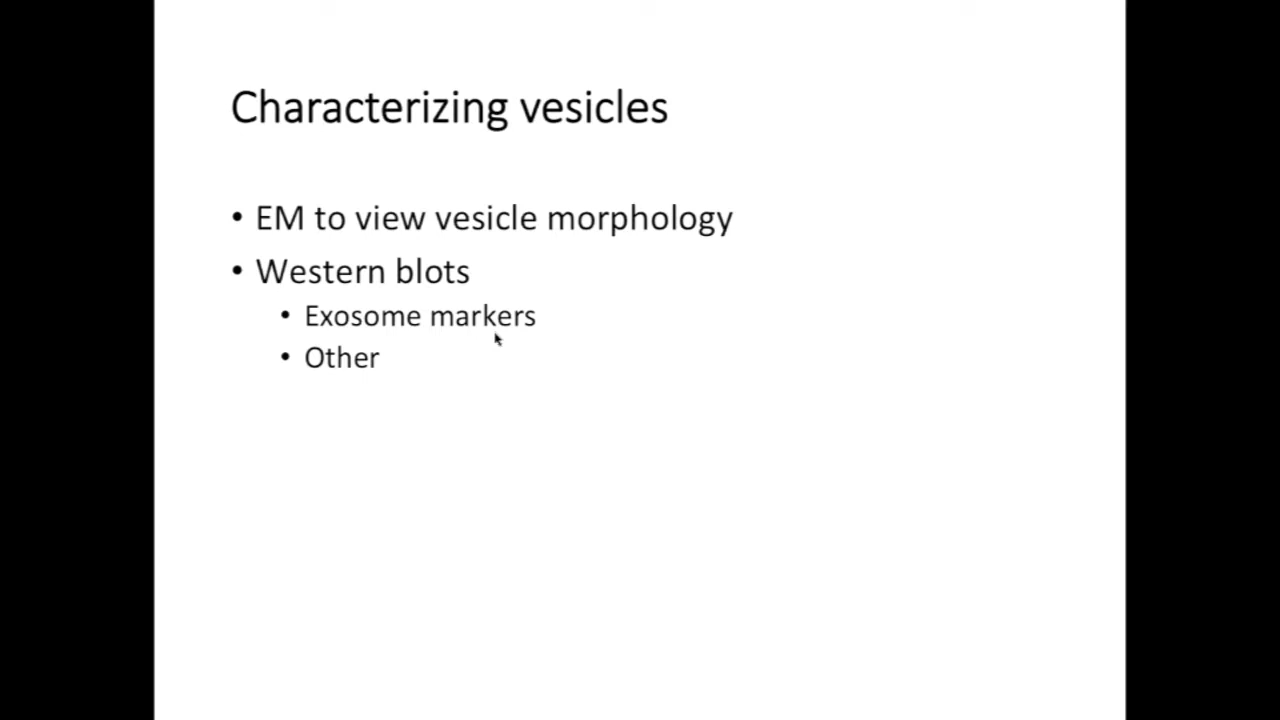 Characterizing vesicles
• EM to view vesicle morphology
• Western blots
• Exosome markers
• Other